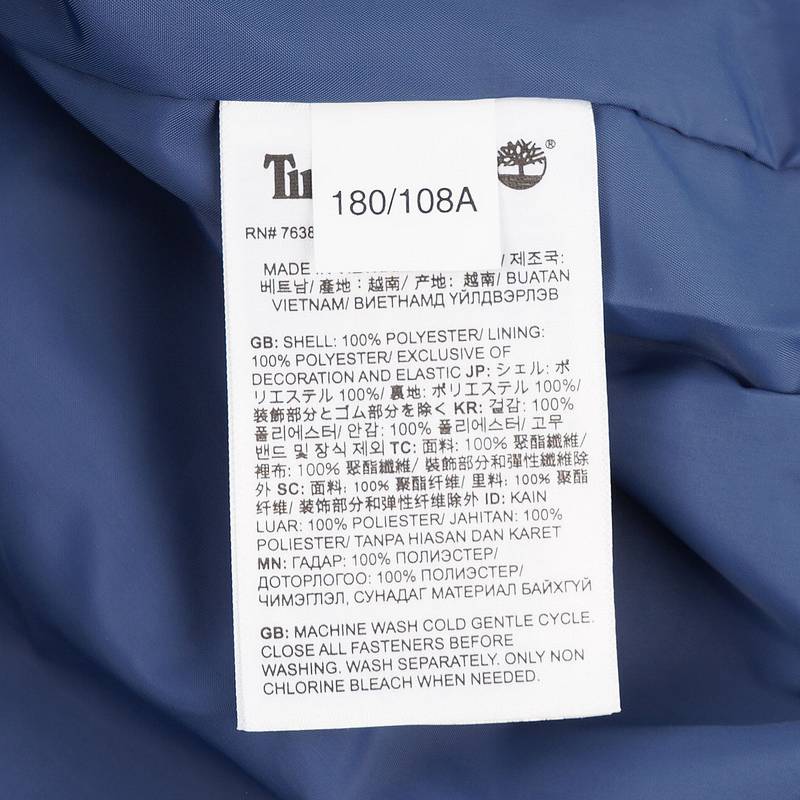 Ti
®
180/108A
RN# 7638
MADE IN / 제조국:
베트남/ 產地：越南/ 产地：越南/ BUATAN
VIETNAM/ ВИЕТНАМД ҮЙЛДВЭРЛЭВ
GB: SHELL: 100% POLYESTER/ LINING:
100% POLYESTER/ EXCLUSIVE OF
DECORATION AND ELASTIC JP: シェル: ポ
リエステル 100%/ 裏地: ポリエステル 100%/
装飾部分とゴム部分を除く KR: 겉감: 100%
폴리에스터/ 안감: 100% 폴리에스터/ 고무
밴드 및 장식 제외 TC: 面料: 100% 聚酯纖維/
裡布: 100% 聚酯纖維/ 裝飾部分和彈性纖維除
外 SC: 面料: 100% 聚酯纤维/ 里料: 100% 聚酯
纤维/ 装饰部分和弹性纤维除外 ID: KAIN
LUAR: 100% POLIESTER/ JAHITAN: 100%
POLIESTER/ TANPA HIASAN DAN KARET
MN: ГАДАР: 100% ПОЛИЭСТЕР/
ДОТОРЛОГОО: 100% ПОЛИЭСТЕР/
ЧИМЭГЛЭЛ, СУНАДАГ МАТЕРИАЛ БАЙХГҮЙ
GB: MACHINE WASH COLD GENTLE CYCLE.
CLOSE ALL FASTENERS BEFORE
WASHING. WASH SEPARATELY. ONLY NON
CHLORINE BLEACH WHEN NEEDED.